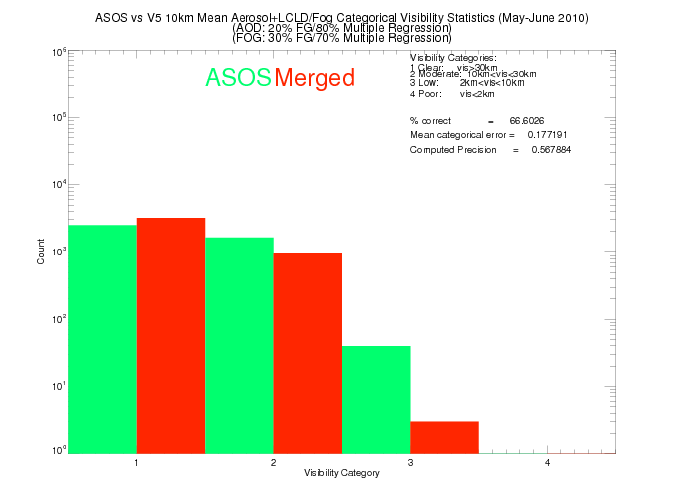 ASOS vs V5 10km Mean Aerosol+LCLD/Fog Categorical Visibility Statistics (May-June 2010)
(AOD: 20% FG/80% Multiple Regression)
(FOG: 30% FG/70% Multiple Regression)
ASOS Merged
Visibility Categories:
1 Clear: vis>30km
2 Moderate: 10km<vis<30km
3 Low: 2km<vis<10km
4 Poor: vis<2km
% correct = 66.6026
Mean categorical error = 0.177191
Computed Precision = 0.567884
10^6
10^5
10^4
10^3
10^2
10^1
10^0
Count
1 2 3 4
Visibility Category